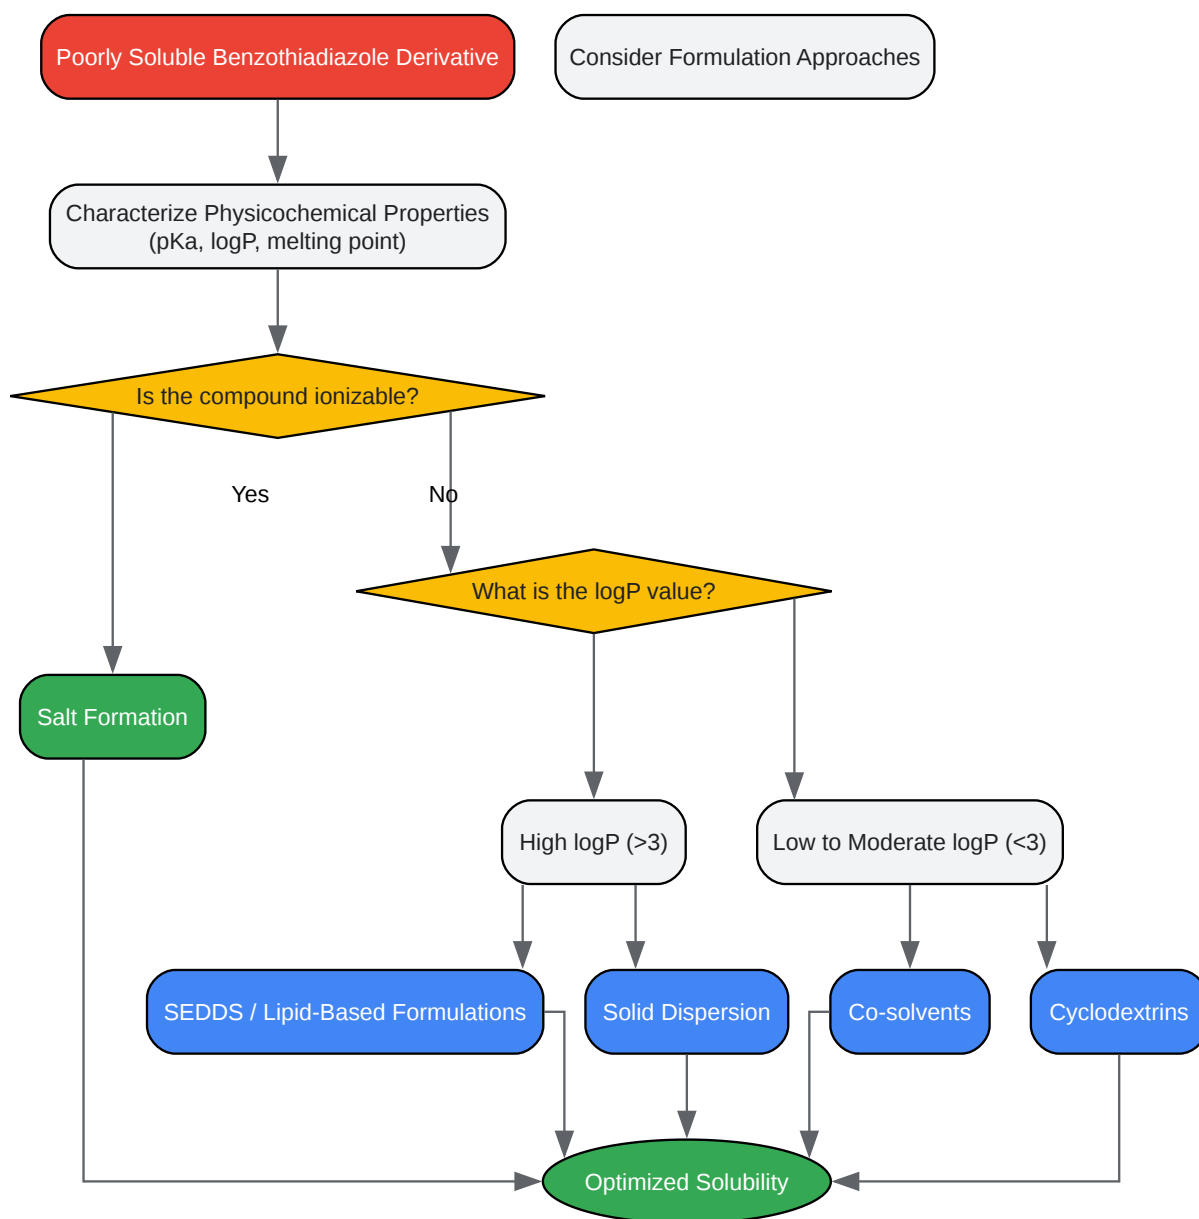 Poorly Soluble Benzothiadiazole Derivative
Consider Formulation Approaches
Characterize Physicochemical Properties
(pKa, logP, melting point)
Is the compound ionizable?
Yes
No
What is the logP value?
Salt Formation
High logP (>3)
Low to Moderate logP (<3)
SEDDS / Lipid-Based Formulations
Solid Dispersion
Co-solvents
Cyclodextrins
Optimized Solubility